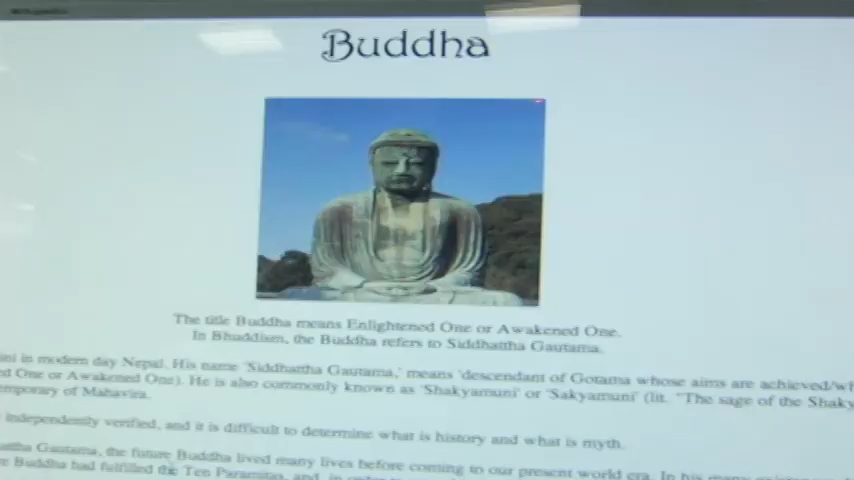 Buddha
The title Buddha means Enlightened One or Awakened One.
In Bhuddism, the Buddha refers to Siddhattha Gautama.
in modern day Nepal. His name 'Siddhattha Gautama,' means 'descendant of Gotama whose aims are achieved/wh
ed One or Awakened One). He is also commonly known as 'Shakyamuni' or 'Sakyamuni' (lit. "The sage of the Shaky
emporary of Mahavira.
independently verified, and it is difficult to determine what is history and what is myth.
attha Gautama, the future Buddha lived many lives before coming to our present world era. In his many
e Buddha had fulfilled the Ten Paramitas, and, in order